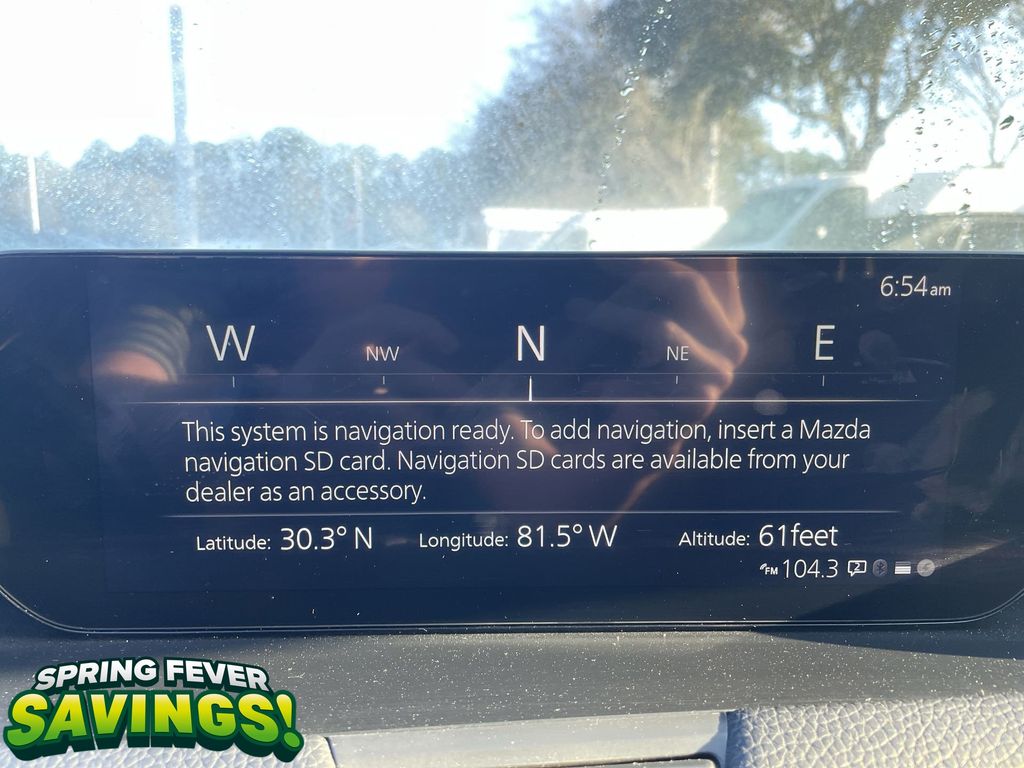 6:54am
W NW N NE E
This system is navigation ready. To add navigation, insert a Mazda
navigation SD card. Navigation SD cards are available from your
dealer as an accessory.
Latitude: 30.3° N Longitude: 81.5° W Altitude: 61feet
FM 104.3 2
SPRING FEVER
SAVINGS!